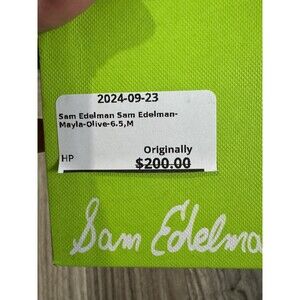 2024-09-23
Sam Edelman Sam Edelman-
Mayla-Olive-6.5,M
Originally
HP
$200.00
Sam Edelma